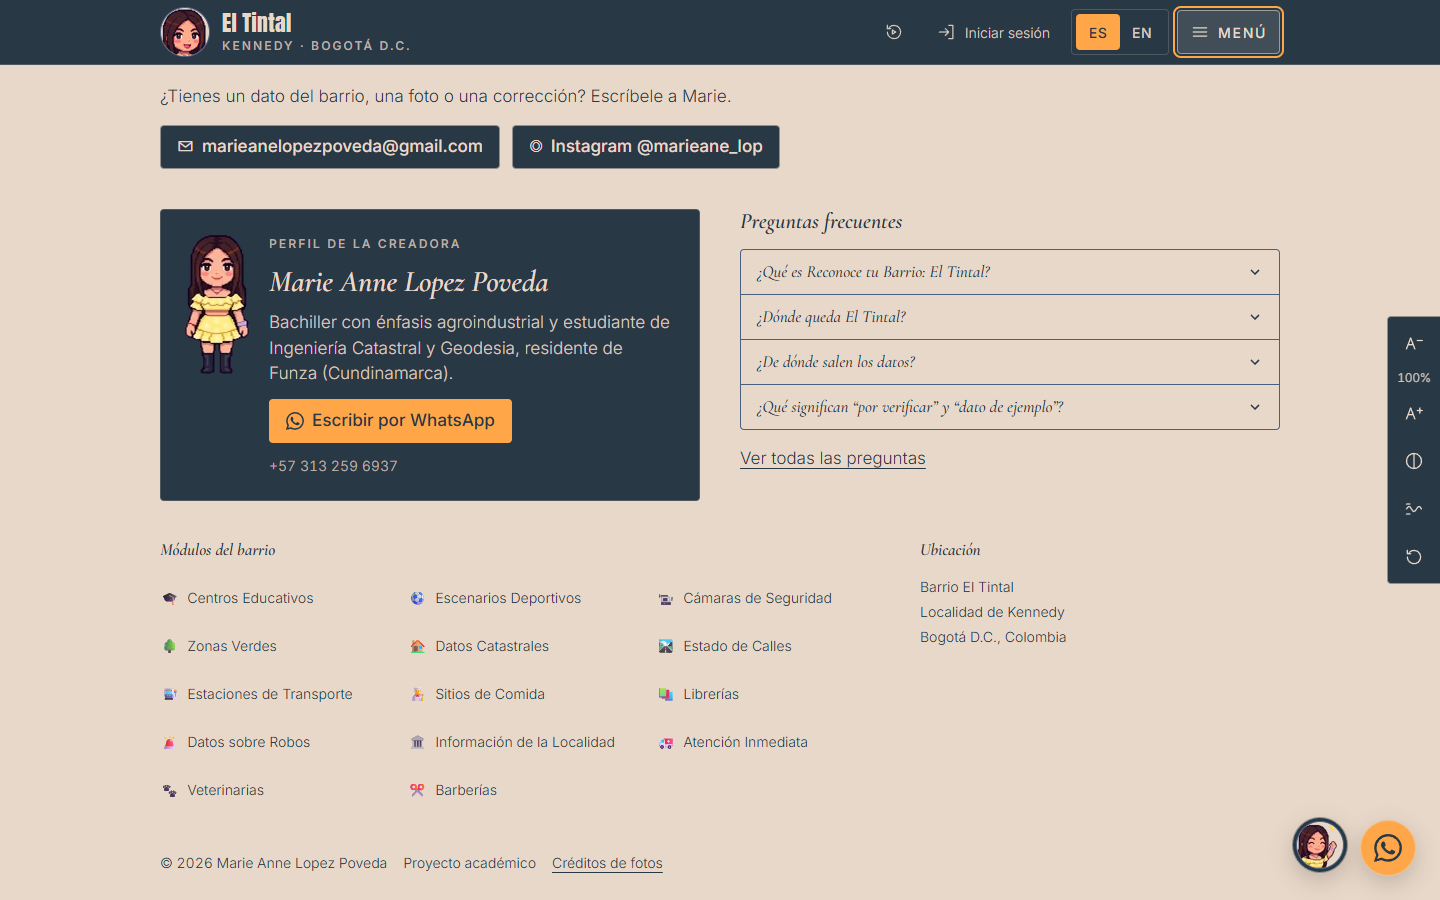 El Tintal
KENNEDY · BOGOTÁ D.C.
Iniciar sesión
ES
EN
MENÚ
¿Tienes un dato del barrio, una foto o una corrección? Escríbele a Marie.
marieanelopezpoveda@gmail.com
Instagram @marieane_lop
PERFIL DE LA CREADORA
Marie Anne Lopez Poveda
Bachiller con énfasis agroindustrial y estudiante de
Ingeniería Catastral y Geodesia, residente de
Funza (Cundinamarca).
Escribir por WhatsApp
+57 313 259 6937
Preguntas frecuentes
¿Qué es Reconoce tu Barrio: El Tintal?
¿Dónde queda El Tintal?
¿De dónde salen los datos?
¿Qué significan “por verificar” y “dato de ejemplo”?
Ver todas las preguntas
A−
100%
A+
Módulos del barrio
Centros Educativos
Escenarios Deportivos
Cámaras de Seguridad
Zonas Verdes
Datos Catastrales
Estado de Calles
Estaciones de Transporte
Sitios de Comida
Librerías
Datos sobre Robos
Información de la Localidad
Atención Inmediata
Veterinarias
Barberías
Ubicación
Barrio El Tintal
Localidad de Kennedy
Bogotá D.C., Colombia
© 2026 Marie Anne Lopez Poveda
Proyecto académico
Créditos de fotos